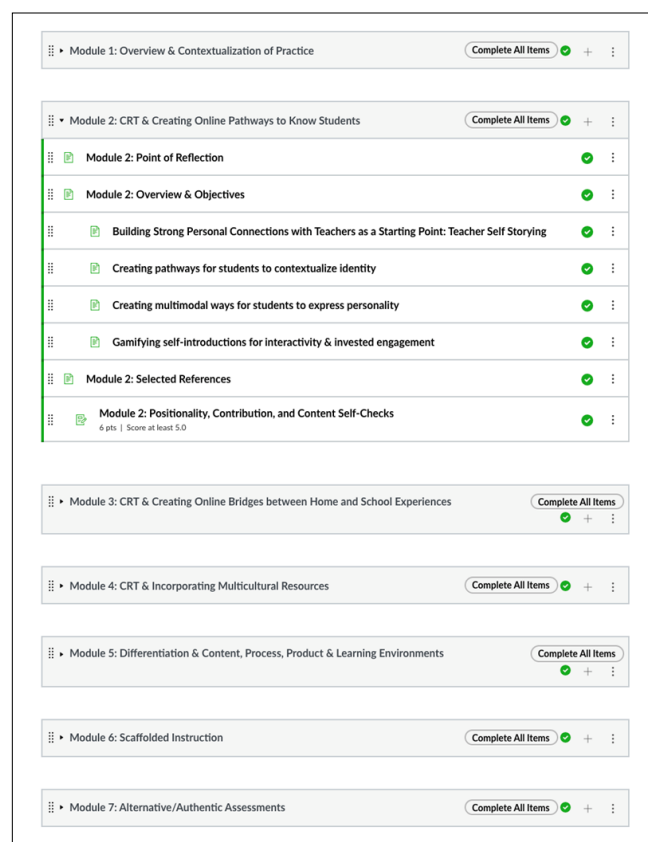 Module 1: Overview & Contextualization of Practice
Complete All Items
Module 2: CRT & Creating Online Pathways to Know Students
Complete All Items
Module 2: Point of Reflection
Module 2: Overview & Objectives
Building Strong Personal Connections with Teachers as a Starting Point: Teacher Self Storying
Creating pathways for students to contextualize identity
Creating multimodal ways for students to express personality
Gamifying self-introductions for interactivity & invested engagement
Module 2: Selected References
Module 2: Positionality, Contribution, and Content Self-Checks
6 pts | Score at least 5.0
Module 3: CRT & Creating Online Bridges between Home and School Experiences
Complete All Items
Module 4: CRT & Incorporating Multicultural Resources
Complete All Items
Module 5: Differentiation & Content, Process, Product & Learning Environments
Complete All Items
Module 6: Scaffolded Instruction
Complete All Items
Module 7: Alternative/Authentic Assessments
Complete All Items